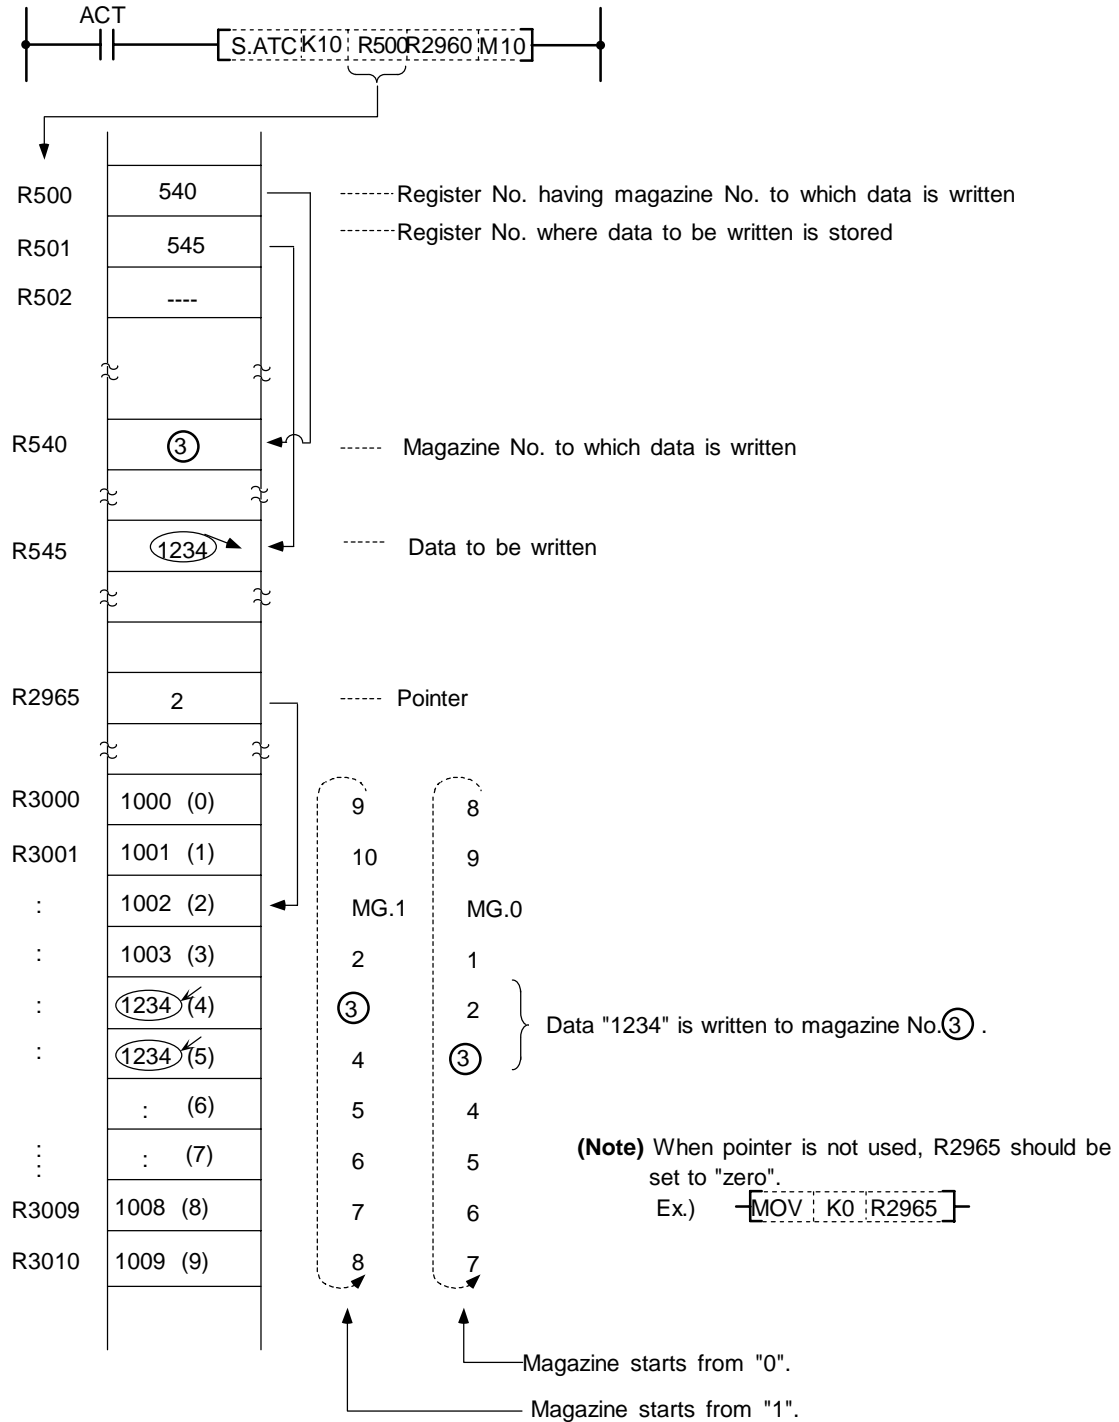 ACT
S.ATC K10 R500 R2960 M10
R500 540 Register No. having magazine No. to which data is written
R501 545 Register No. where data to be written is stored
R502 ----
R540 3 Magazine No. to which data is written
R545 1234 Data to be written
R2965 2 Pointer
R3000 1000 (0) 9 8
R3001 1001 (1) 10 9
: 1002 (2) MG.1 MG.0
: 1003 (3) 2 1
: 1234 (4) 3 2
Data "1234" is written to magazine No. 3 .
: 1234 (5) 4 3
: (6) 5 4
: (7) 6 5
R3009 1008 (8) 7 6
R3010 1009 (9) 8 7
(Note) When pointer is not used, R2965 should be
set to "zero".
Ex.) MOV K0 R2965
Magazine starts from "0".
Magazine starts from "1".